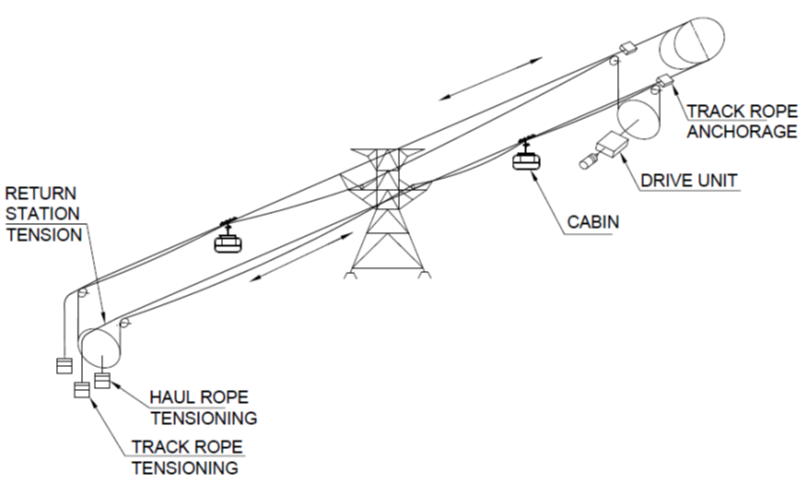 TRACK ROPE
ANCHORAGE
DRIVE UNIT
RETURN
STATION
TENSION
CABIN
HAUL ROPE
TENSIONING
TRACK ROPE
TENSIONING